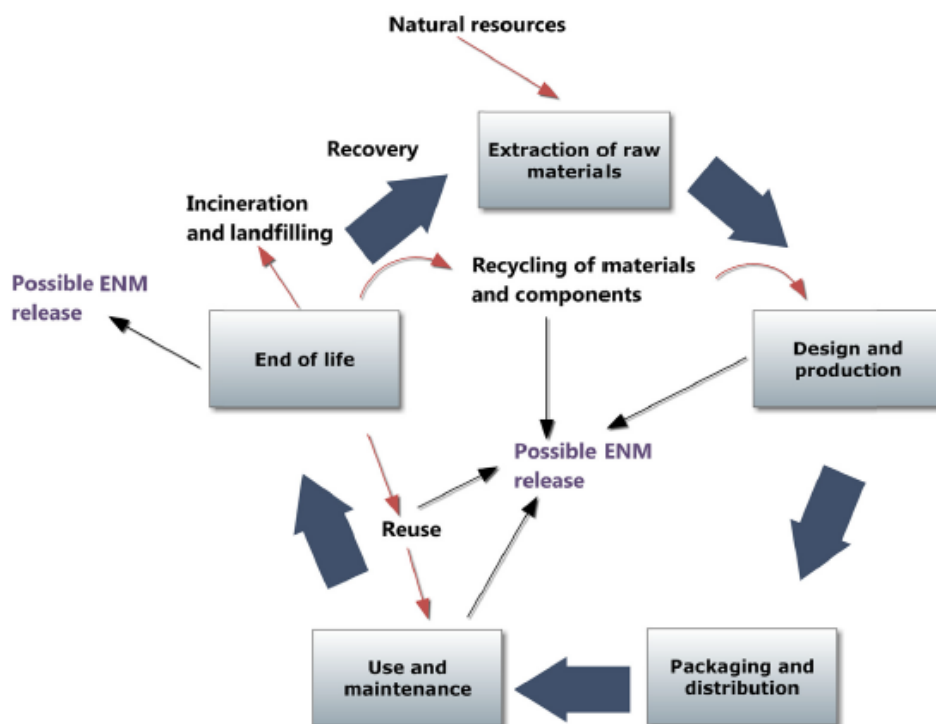 Natural resources
Extraction of raw
materials
Recovery
Incineration
and landfilling
Recycling of materials
and components
Possible ENM
release
End of life
Design and
production
Possible ENM
release
Reuse
Use and
maintenance
Packaging and
distribution